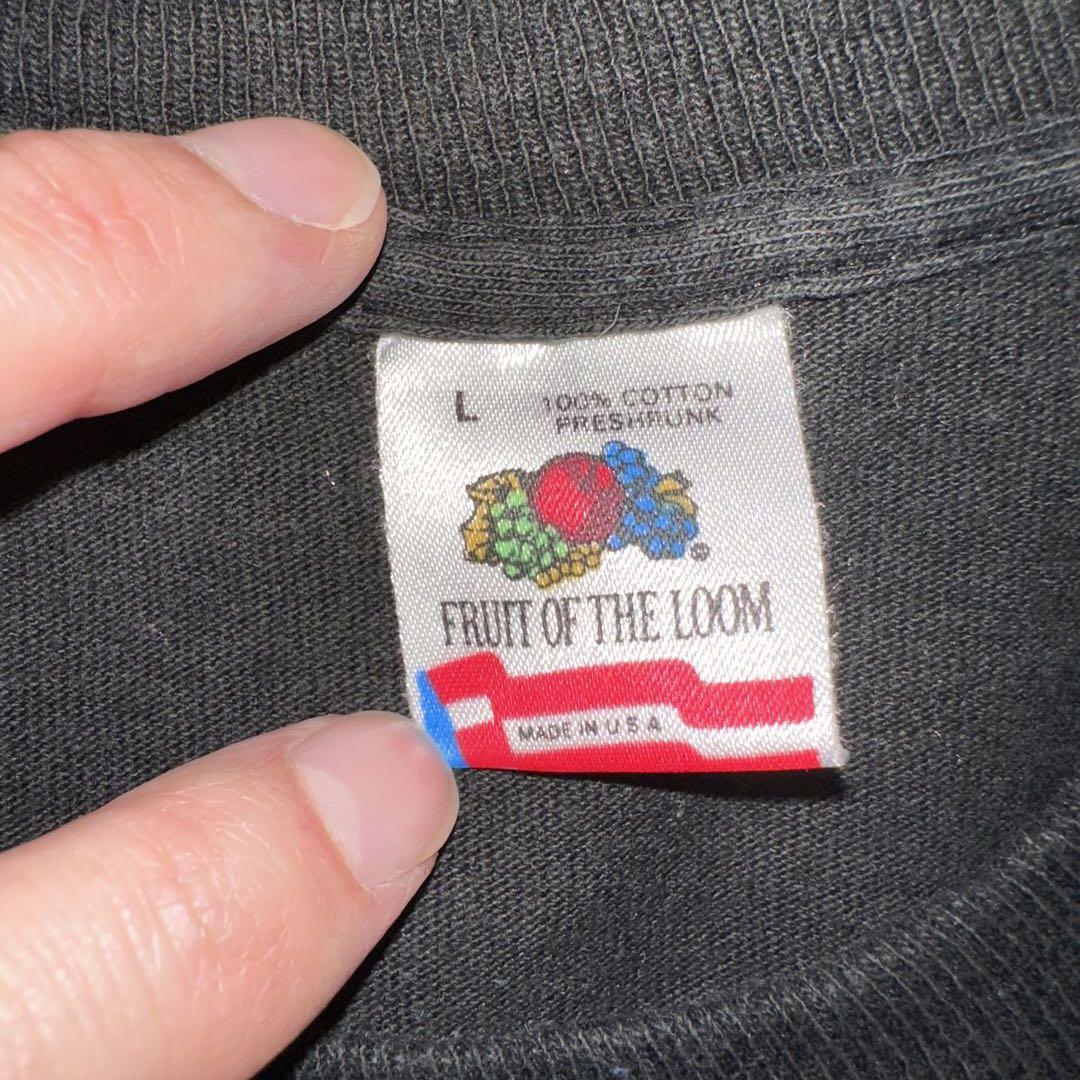 L 100% COTTON
PRESHRUNK
®
FRUIT OF THE LOOM
MADE IN U S A